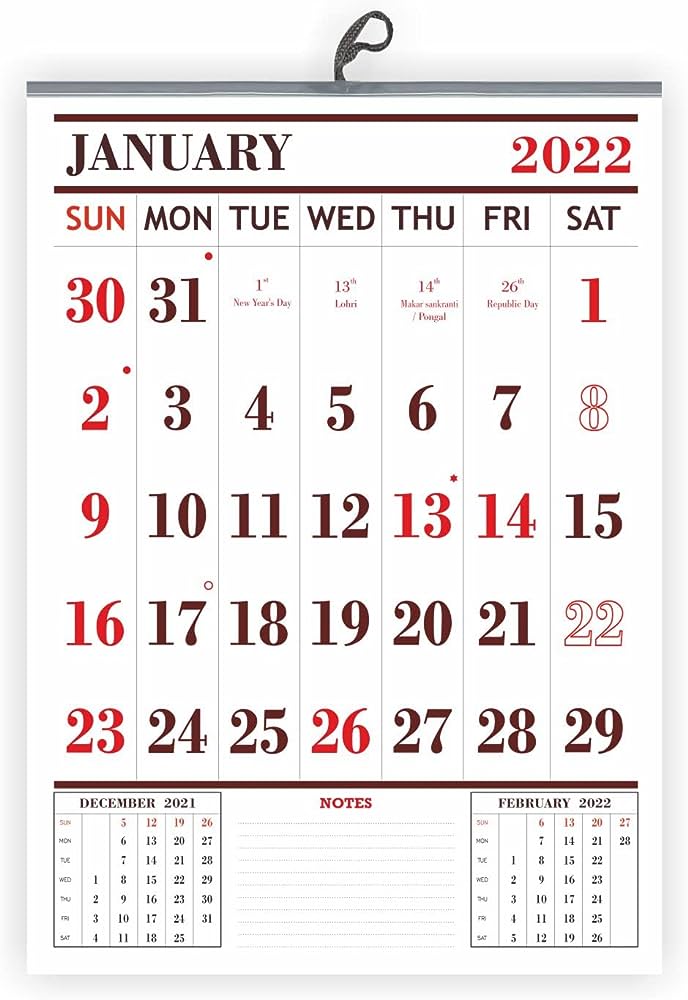 JANUARY 2022
SUN MON TUE WED THU FRI SAT
30 31 1st New Year's Day 13th Lohri 14th Makar sankranti / Pongal 26th Republic Day 1
2 3 4 5 6 7 8
9 10 11 12 13 14 15
16 17 18 19 20 21 22
23 24 25 26 27 28 29
DECEMBER 2021
SUN 5 12 19 26
MON 6 13 20 27
TUE 7 14 21 28
WED 1 8 15 22 29
THU 2 9 16 23 30
FRI 3 10 17 24 31
SAT 4 11 18 25
NOTES
FEBRUARY 2022
SUN 6 13 20 27
MON 7 14 21 28
TUE 1 8 15 22
WED 2 9 16 23
THU 3 10 17 24
FRI 4 11 18 25
SAT 5 12 19 26